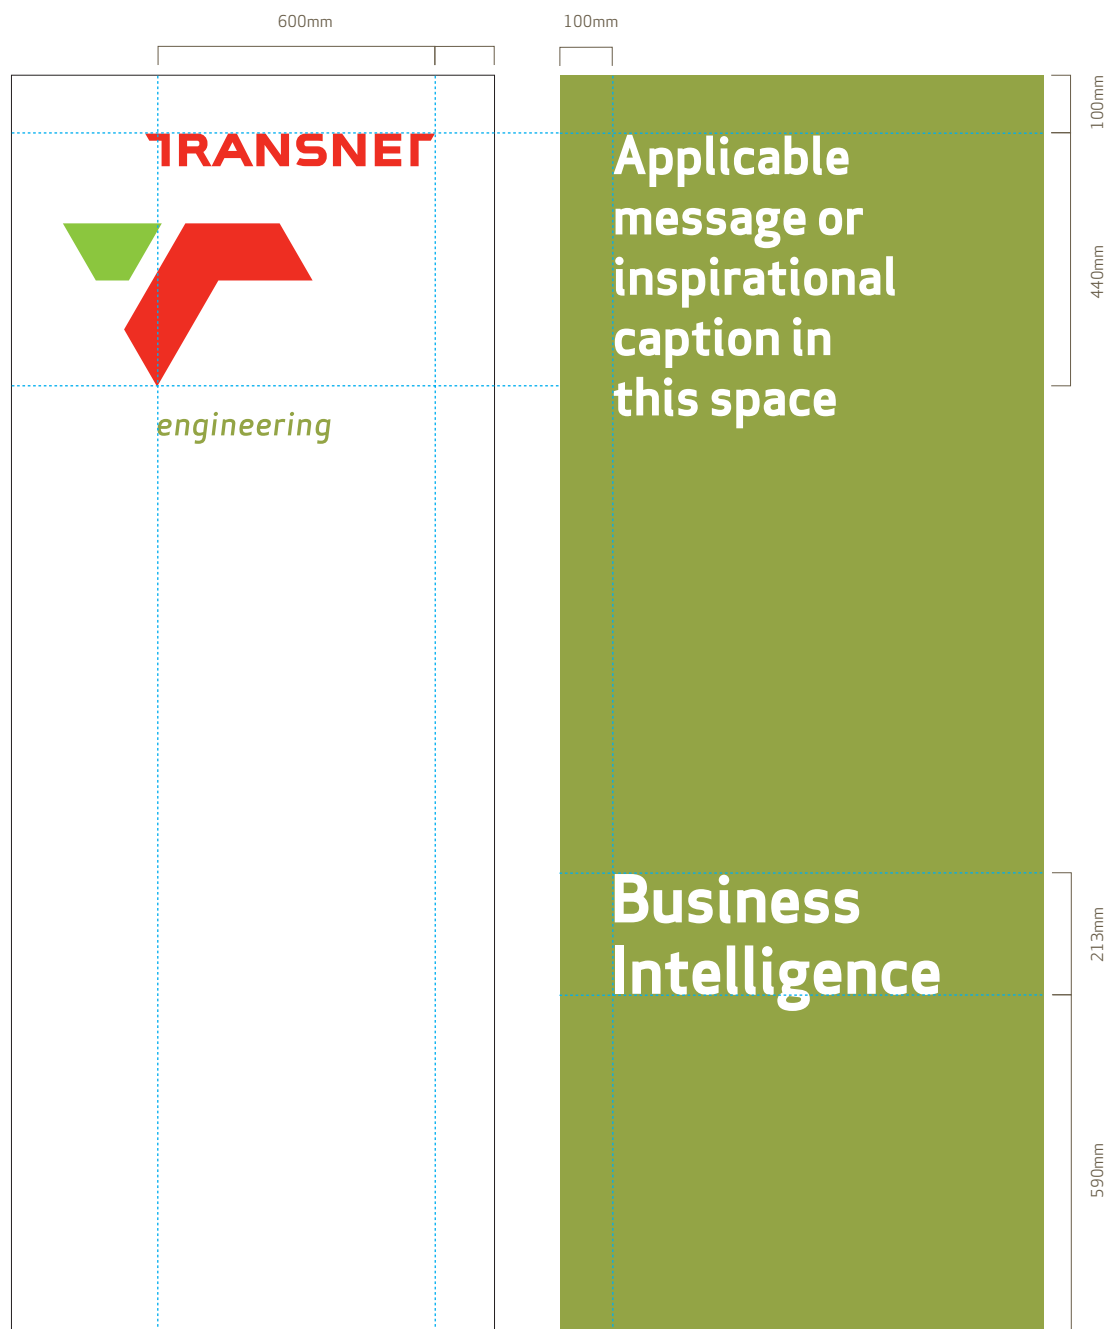 600mm
100mm
TRANSNET
engineering
Applicable
message or
inspirational
caption in
this space
Business
Intelligence
100mm
440mm
213mm
590mm